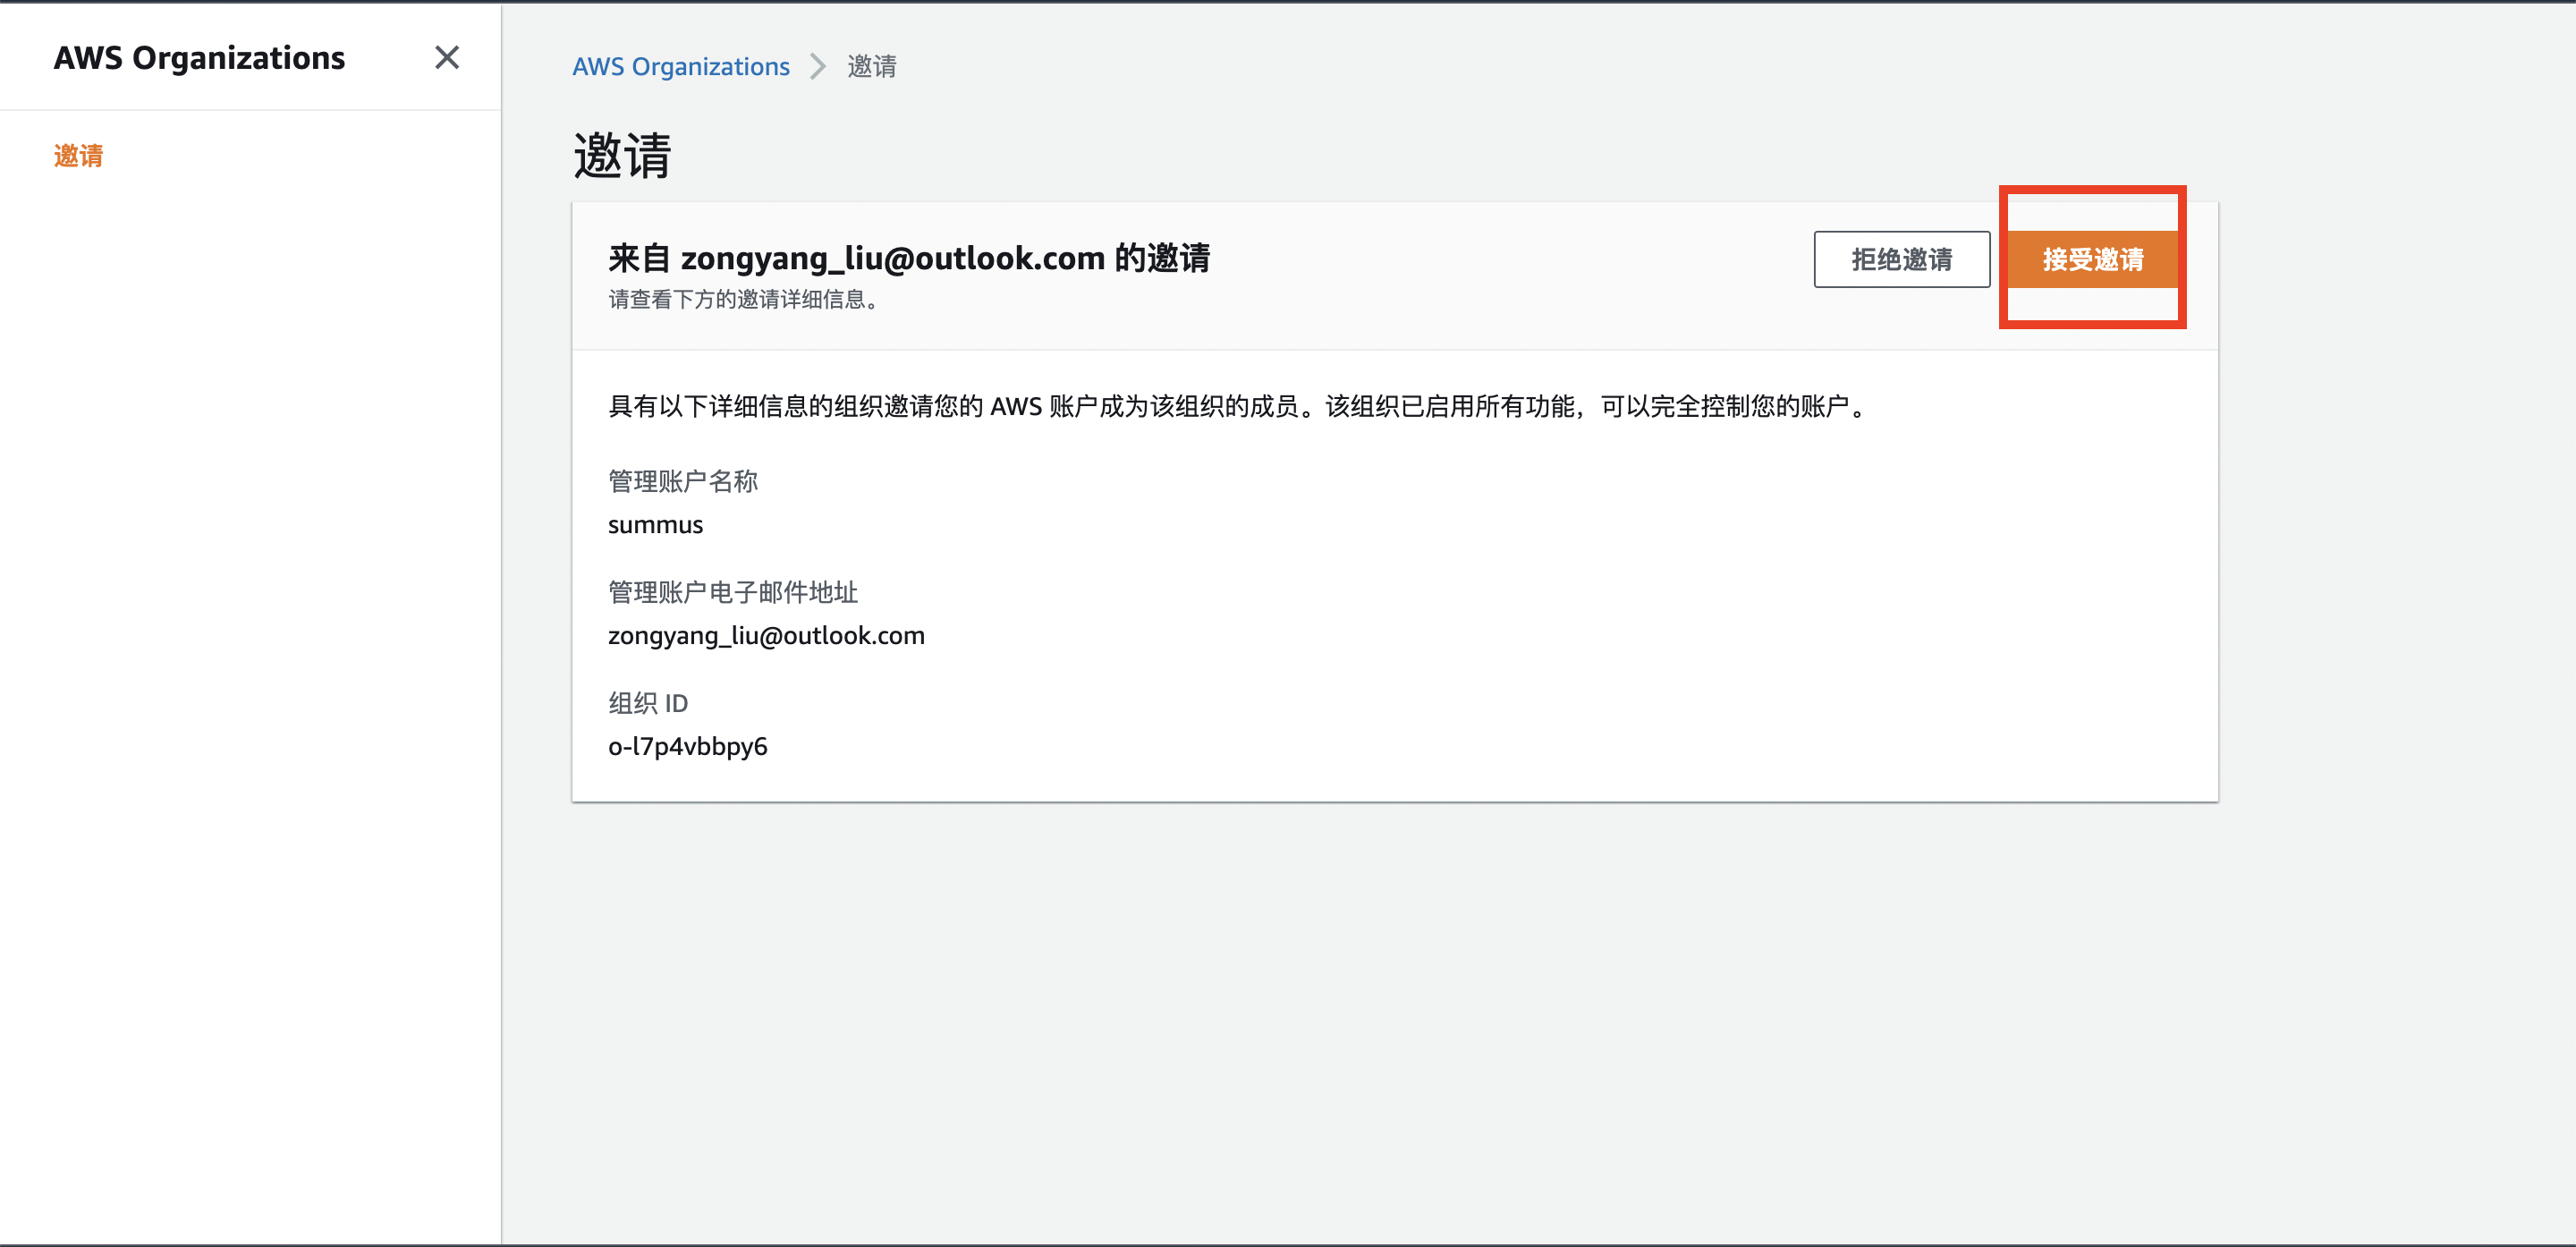 AWS Organizations
邀请
AWS Organizations > 邀请
邀请
来自 zongyang_liu@outlook.com 的邀请
请查看下方的邀请详细信息。
拒绝邀请
接受邀请
具有以下详细信息的组织邀请您的 AWS 账户成为该组织的成员。该组织已启用所有功能，可以完全控制您的账户。
管理账户名称
summus
管理账户电子邮件地址
zongyang_liu@outlook.com
组织 ID
o-l7p4vbbpy6